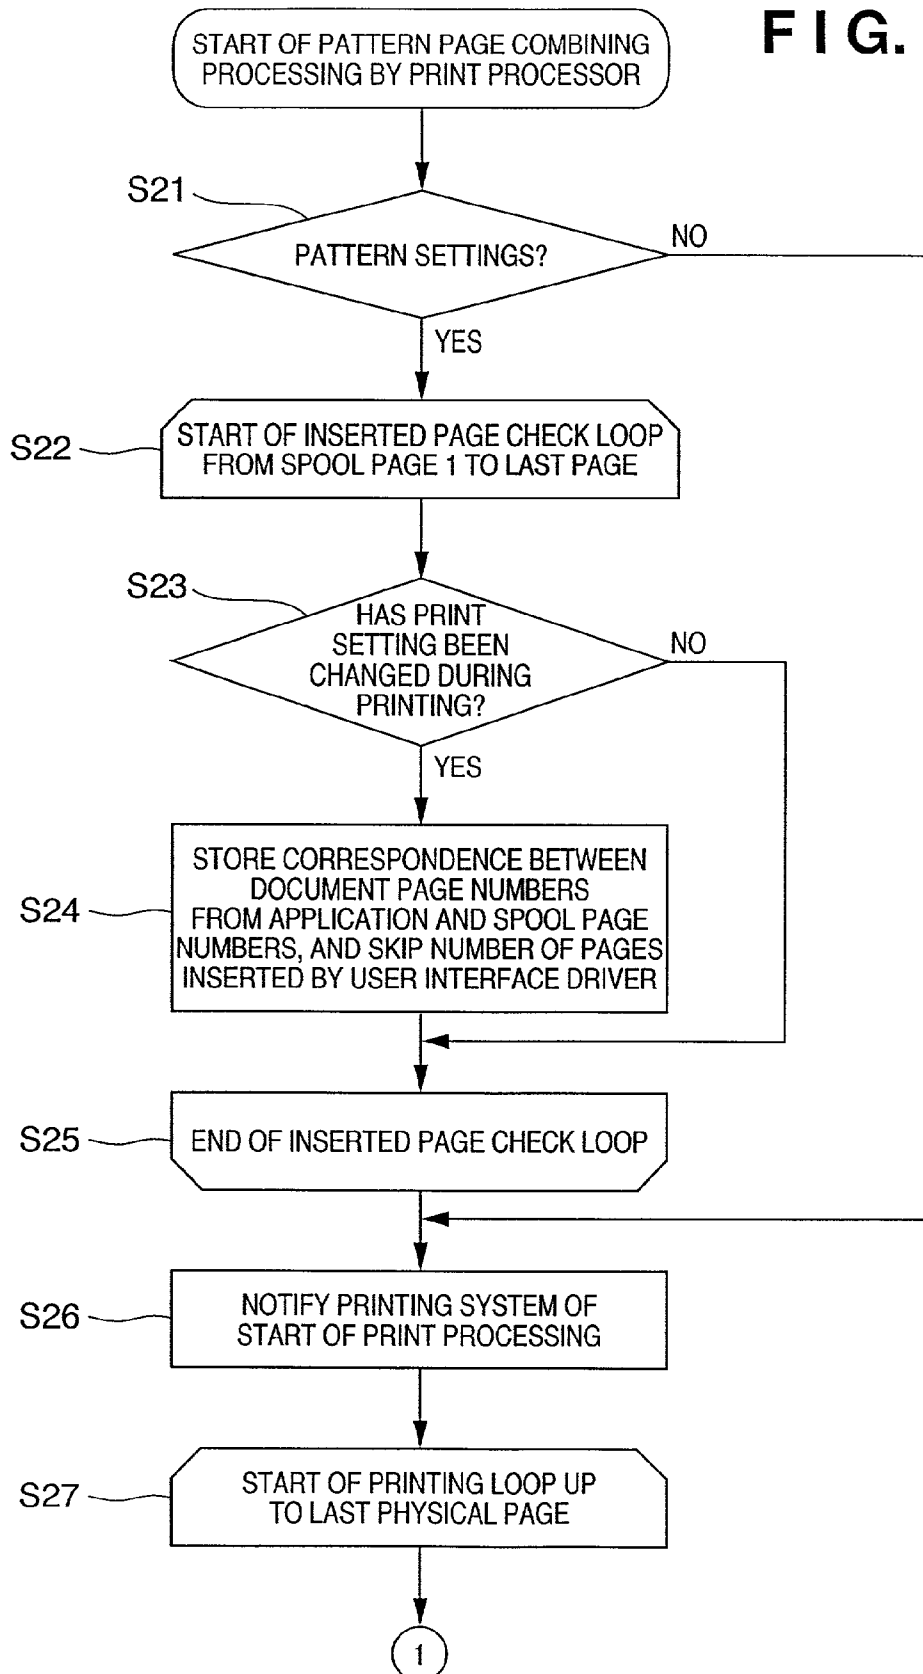 FIG.
START OF PATTERN PAGE COMBINING
PROCESSING BY PRINT PROCESSOR
S21
PATTERN SETTINGS?
NO
YES
S22
START OF INSERTED PAGE CHECK LOOP
FROM SPOOL PAGE 1 TO LAST PAGE
S23
HAS PRINT
SETTING BEEN
CHANGED DURING
PRINTING?
NO
YES
S24
STORE CORRESPONDENCE BETWEEN
DOCUMENT PAGE NUMBERS
FROM APPLICATION AND SPOOL PAGE
NUMBERS, AND SKIP NUMBER OF PAGES
INSERTED BY USER INTERFACE DRIVER
S25
END OF INSERTED PAGE CHECK LOOP
S26
NOTIFY PRINTING SYSTEM OF
START OF PRINT PROCESSING
S27
START OF PRINTING LOOP UP
TO LAST PHYSICAL PAGE
1